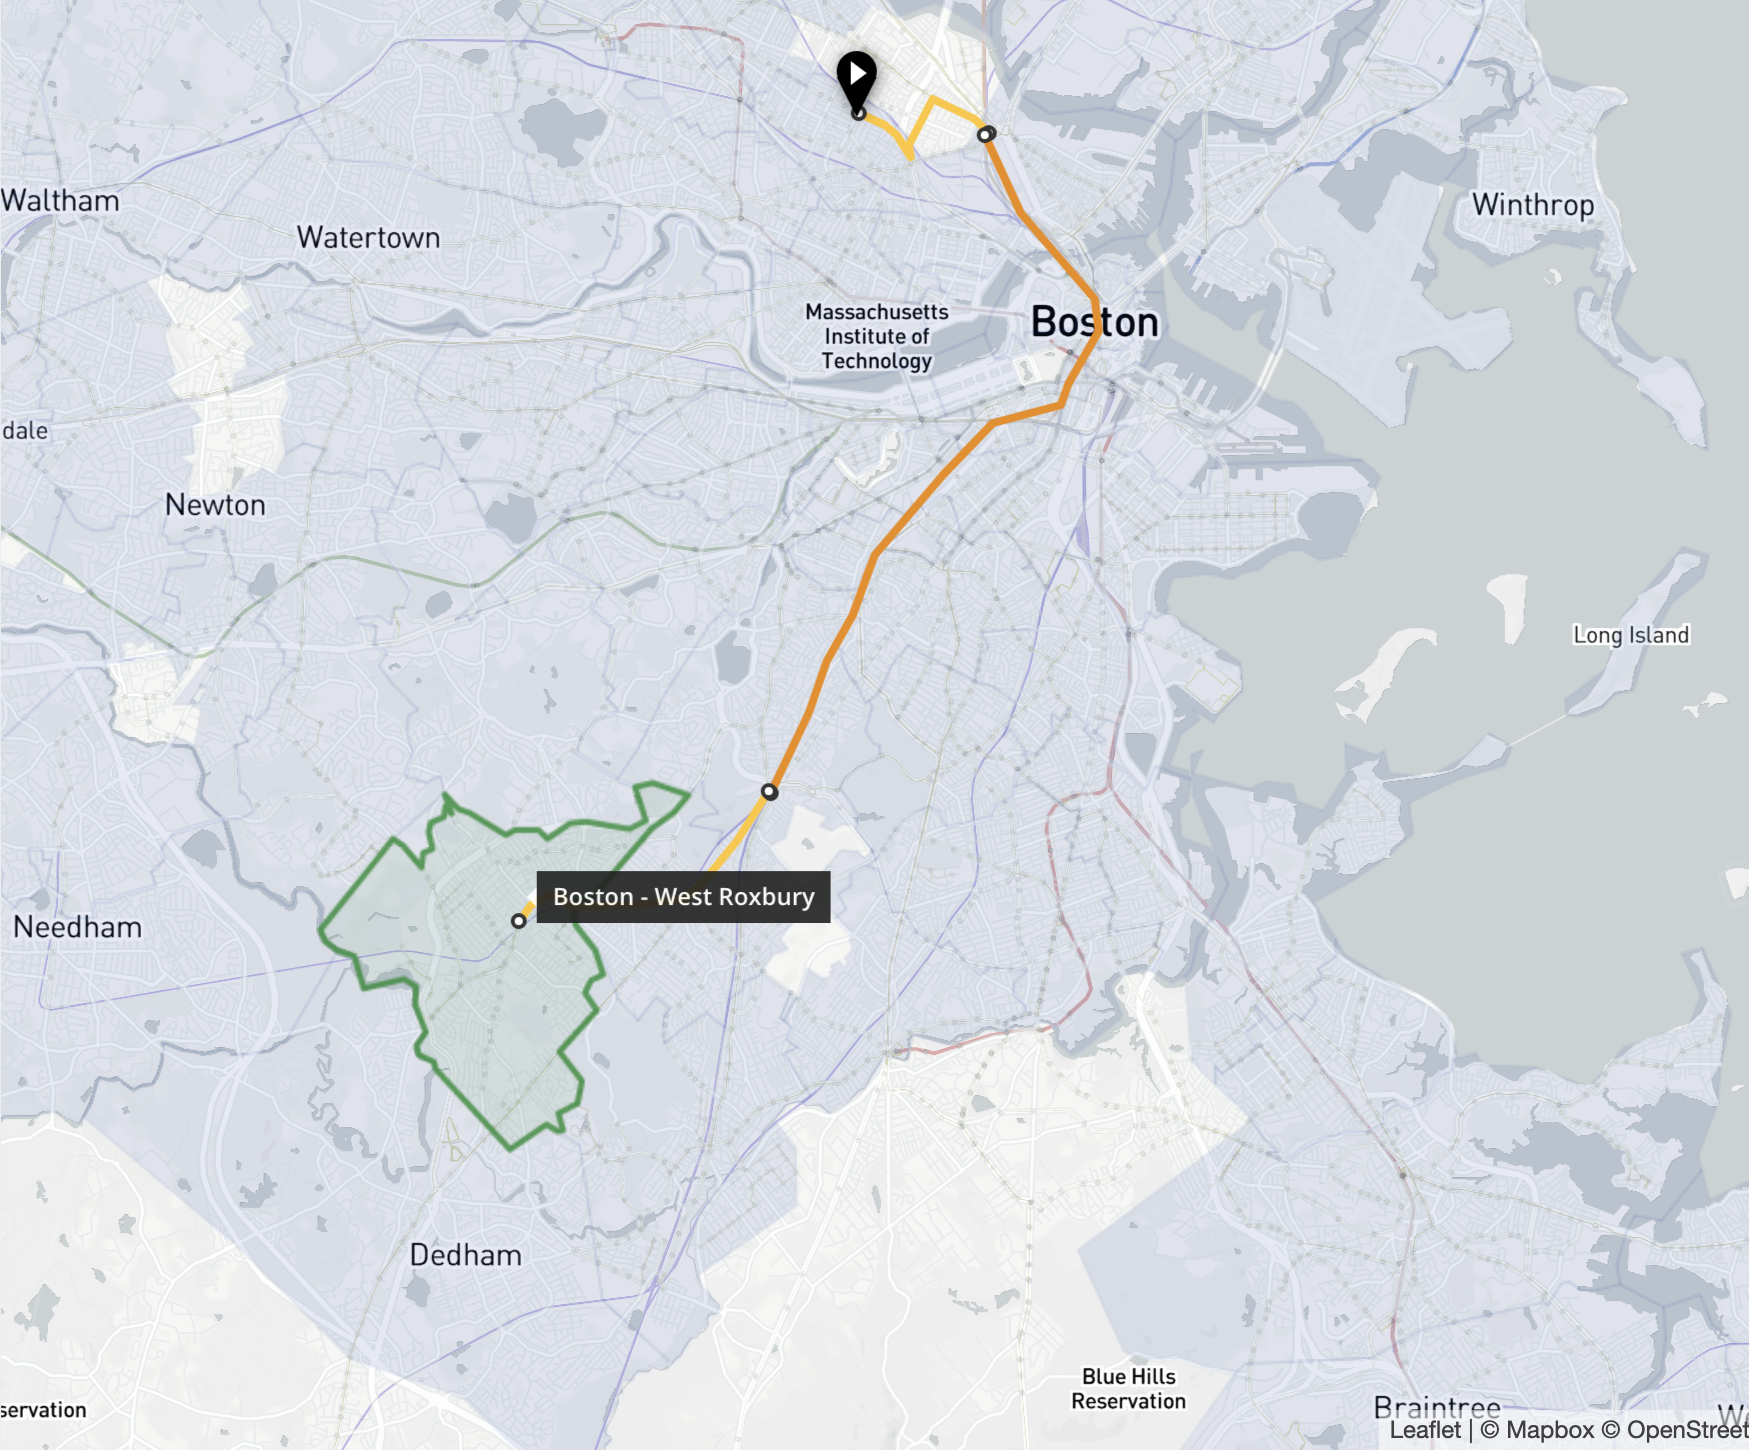 Waltham
Watertown
Winthrop
Massachusetts
Institute of
Technology
Boston
dale
Newton
Long Island
Boston - West Roxbury
Needham
Dedham
Blue Hills
Reservation
servation
Braintree
We
Leaflet | © Mapbox © OpenStreet